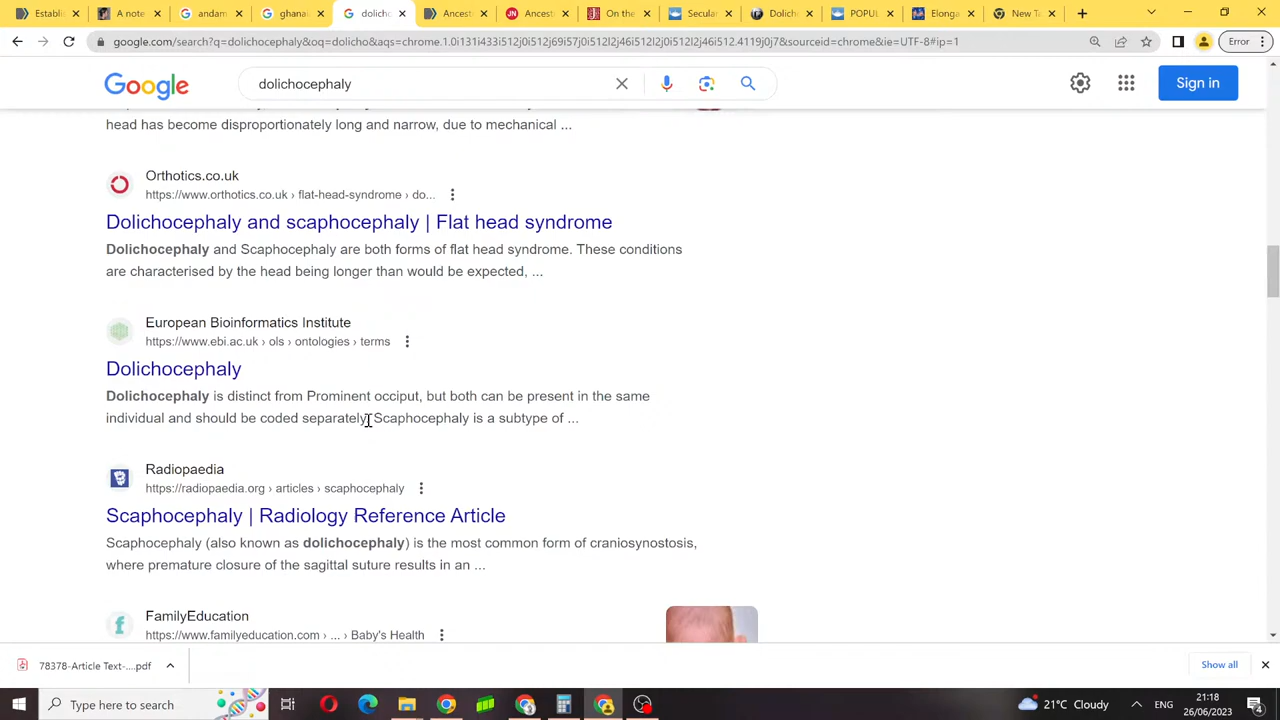 Establi
A note
andam
ghanai
dolicho
Ancest
Ancest
On the
Secular
Dolich
POPUL
Elonga
New Ta
google.com/search?q=dolichocephaly&oq=dolicho&aqs=chrome.1.0i131i433i512j0i512j69i57j0i512l2j46i512l2j0i512l2j46i512.4119j0j7&sourceid=chrome&ie=UTF-8#ip=1
Error
Google
dolichocephaly
Sign in
head has become disproportionately long and narrow, due to mechanical ...
Orthotics.co.uk
https://www.orthotics.co.uk › flat-head-syndrome › do...
Dolichocephaly and scaphocephaly | Flat head syndrome
Dolichocephaly and Scaphocephaly are both forms of flat head syndrome. These conditions
are characterised by the head being longer than would be expected, ...
European Bioinformatics Institute
https://www.ebi.ac.uk › ols › ontologies › terms
Dolichocephaly
Dolichocephaly is distinct from Prominent occiput, but both can be present in the same
individual and should be coded separately. Scaphocephaly is a subtype of ...
Radiopaedia
https://radiopaedia.org › articles › scaphocephaly
Scaphocephaly | Radiology Reference Article
Scaphocephaly (also known as dolichocephaly) is the most common form of craniosynostosis,
where premature closure of the sagittal suture results in an ...
FamilyEducation
https://www.familyeducation.com › ... › Baby's Health
78378-Article Text-....pdf
Show all
Type here to search
21°C Cloudy
ENG
21:18
26/06/2023
4